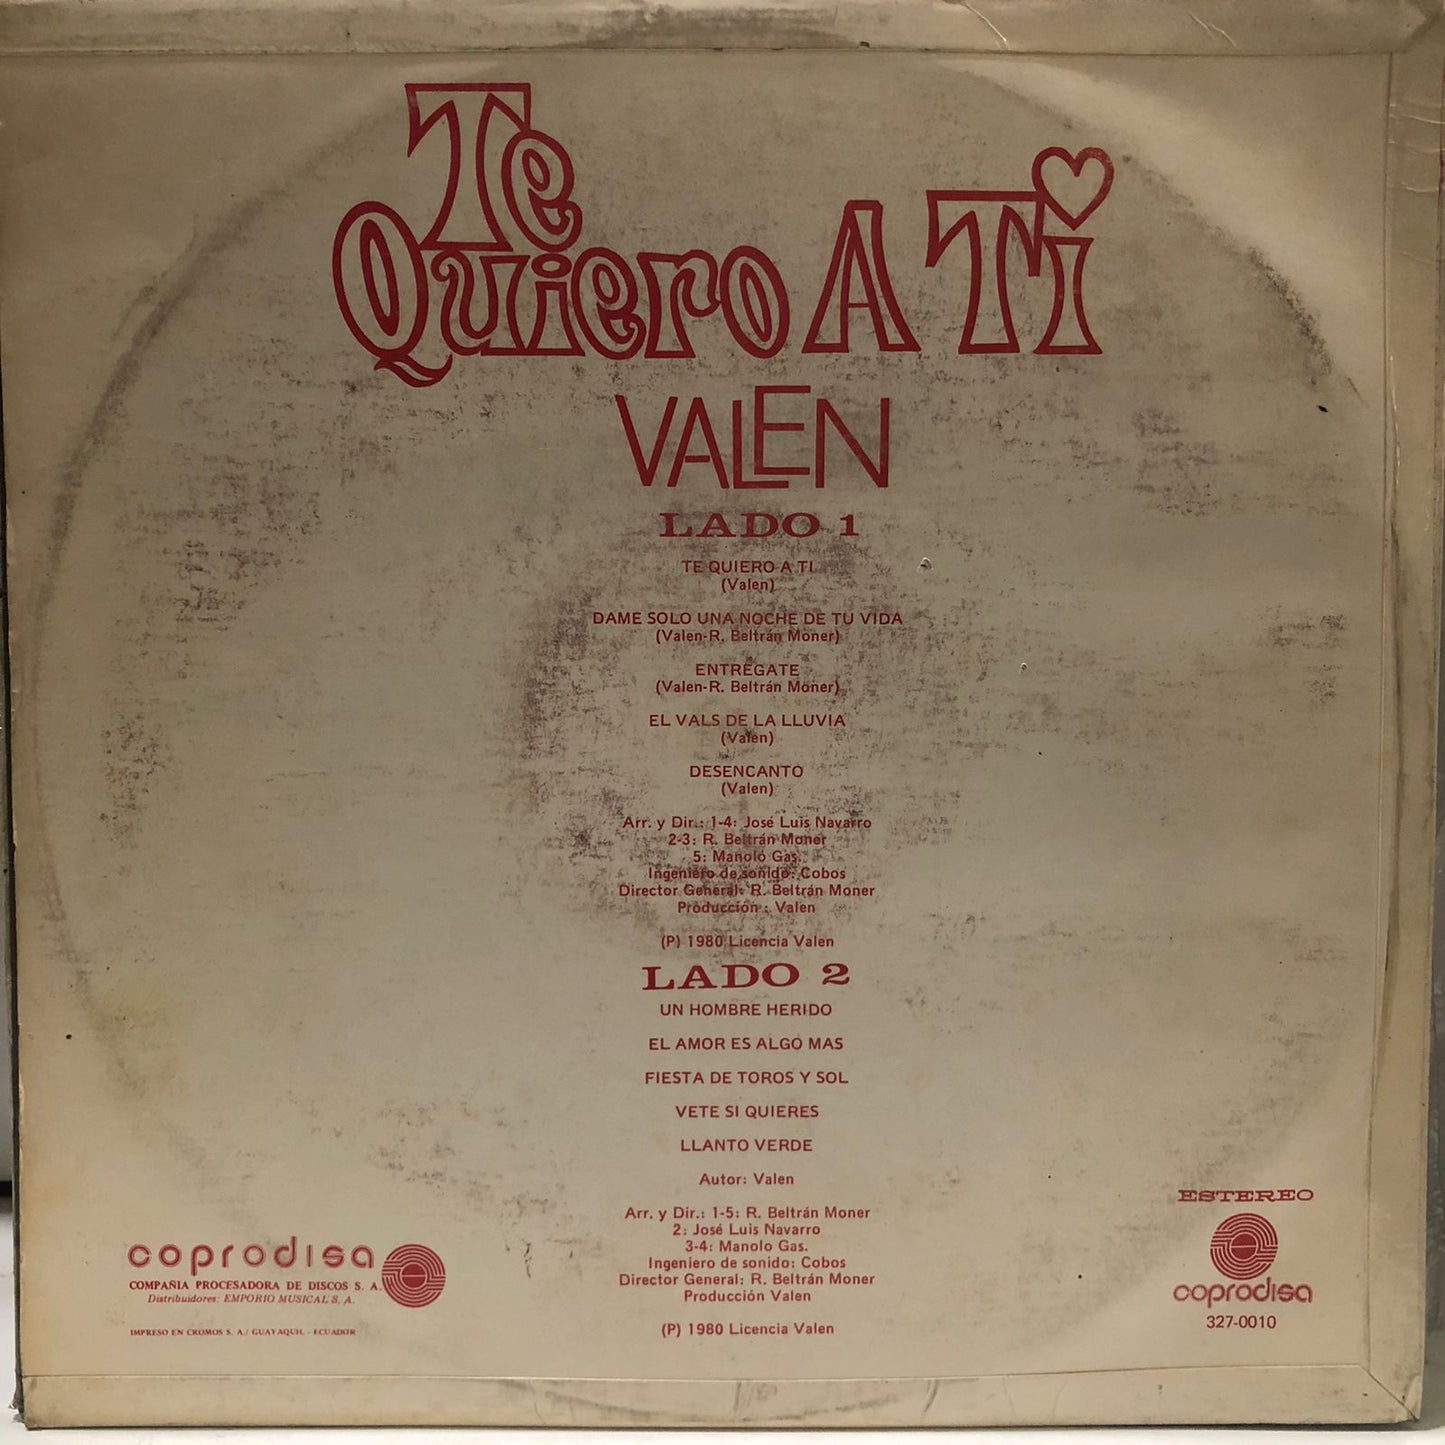 Te
Quiero A Ti
VALEN
LADO 1
TE QUIERO A TI
(Valen)
DAME SOLO UNA NOCHE DE TU VIDA
(Valen-R. Beltrán Moner)
ENTREGATE
(Valen-R. Beltrán Moner)
EL VALS DE LA LLUVIA
(Valen)
DESENCANTO
(Valen)
Arr. y Dir.: 1-4: José Luis Navarro
2-3: R. Beltrán Moner
5: Manolo Gas.
Ingeniero de sonido: Cobos
Director General: R. Beltrán Moner
Producción : Valen
(P) 1980 Licencia Valen
LADO 2
UN HOMBRE HERIDO
EL AMOR ES ALGO MAS
FIESTA DE TOROS Y SOL
VETE SI QUIERES
LLANTO VERDE
Autor: Valen
Arr. y Dir.: 1-5: R. Beltrán Moner
2: José Luis Navarro
3-4: Manolo Gas.
Ingeniero de sonido: Cobos
Director General: R. Beltrán Moner
Producción Valen
(P) 1980 Licencia Valen
coprodisa
COMPAÑIA PROCESADORA DE DISCOS S. A.
Distribuidores: EMPORIO MUSICAL S. A.
IMPRESO EN CROMOS S. A./ GUAYAQUIL - ECUADOR
ESTEREO
coprodisa
327-0010